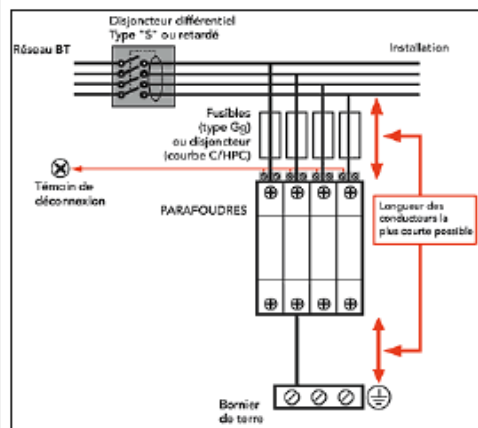 Disjoncteur différentiel
Type "S" ou retardé
Réseau BT
Installation
Fusibles
(type Gg)
ou disjoncteur
(courbe C/HPC)
Témoin de
déconnexion
PARAFOUDRES
Longueur des
conducteurs la
plus courte possible
Bornier
de terre